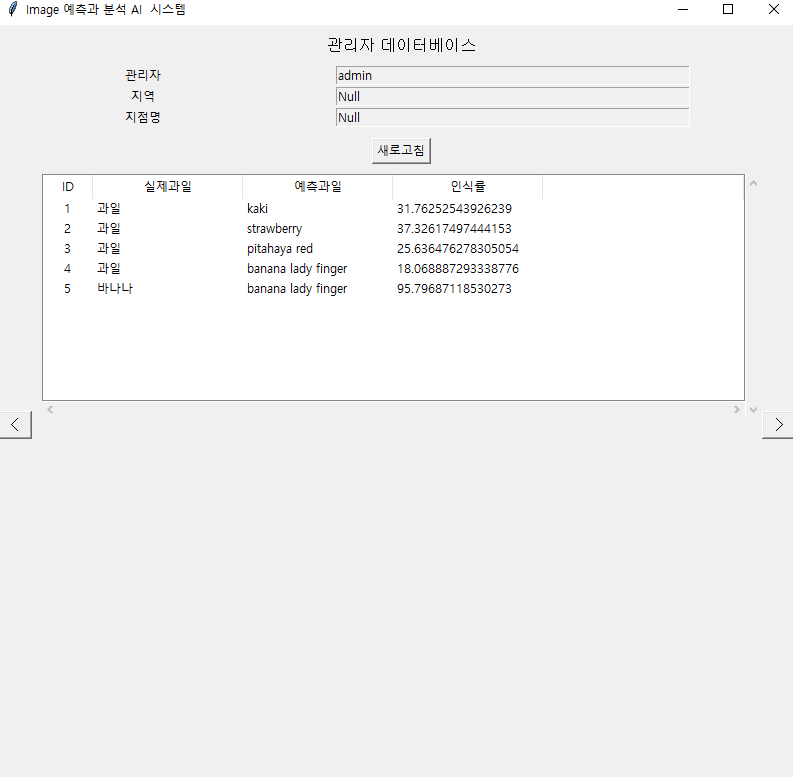 Image 예측과 분석 AI 시스템
관리자 데이터베이스
관리자 admin
지역 Null
지점명 Null
새로고침
ID 실제과일 예측과일 인식률
1 과일 kaki 31.76252543926239
2 과일 strawberry 37.32617497444153
3 과일 pitahaya red 25.636476278305054
4 과일 banana lady finger 18.068887293338776
5 바나나 banana lady finger 95.79687118530273